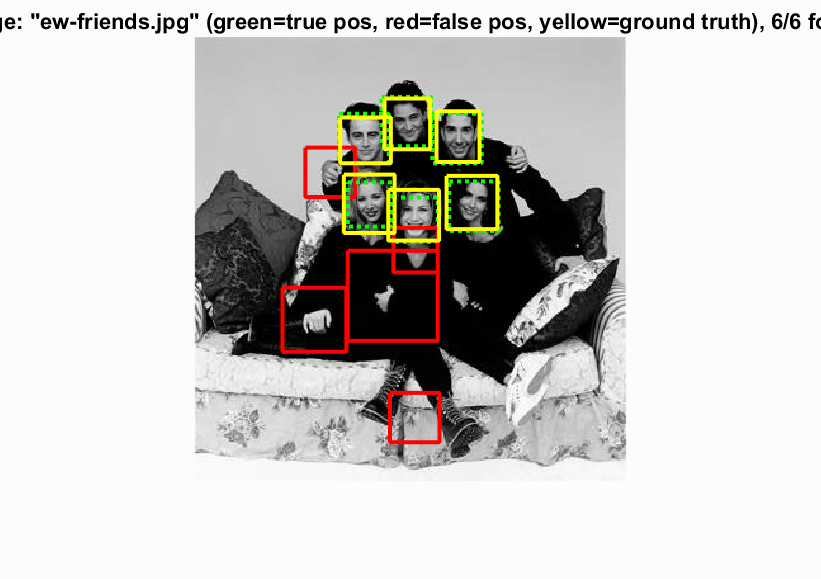 ge: "ew-friends.jpg" (green=true pos, red=false pos, yellow=ground truth), 6/6 fo